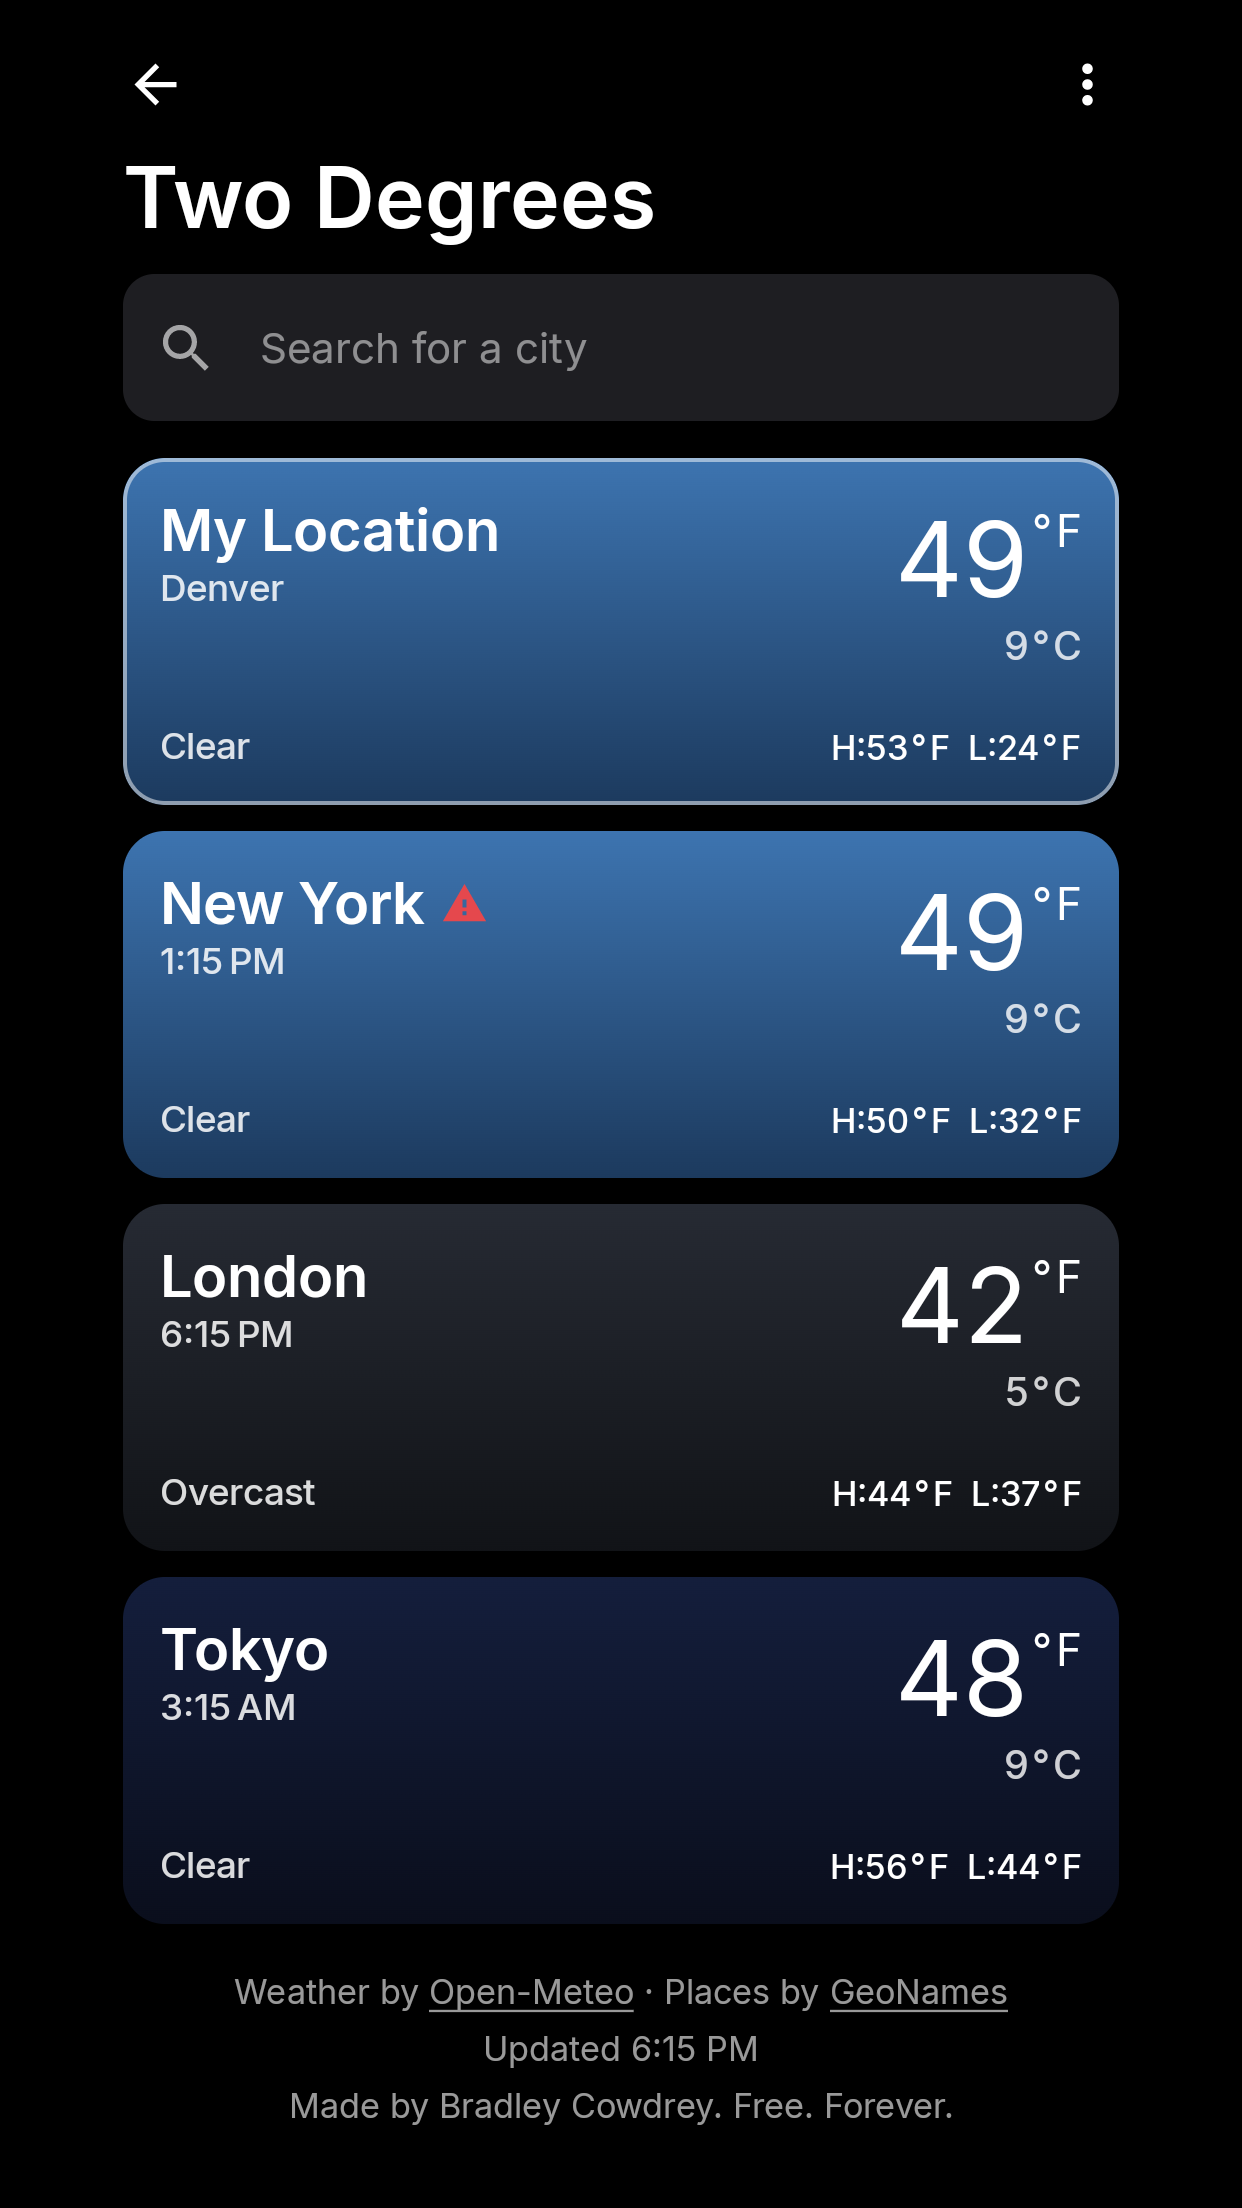 Two Degrees
Search for a city
My Location
Denver
49°F
9°C
Clear
H:53°F L:24°F
New York
1:15 PM
49°F
9°C
Clear
H:50°F L:32°F
London
6:15 PM
42°F
5°C
Overcast
H:44°F L:37°F
Tokyo
3:15 AM
48°F
9°C
Clear
H:56°F L:44°F
Weather by Open-Meteo · Places by GeoNames
Updated 6:15 PM
Made by Bradley Cowdrey. Free. Forever.